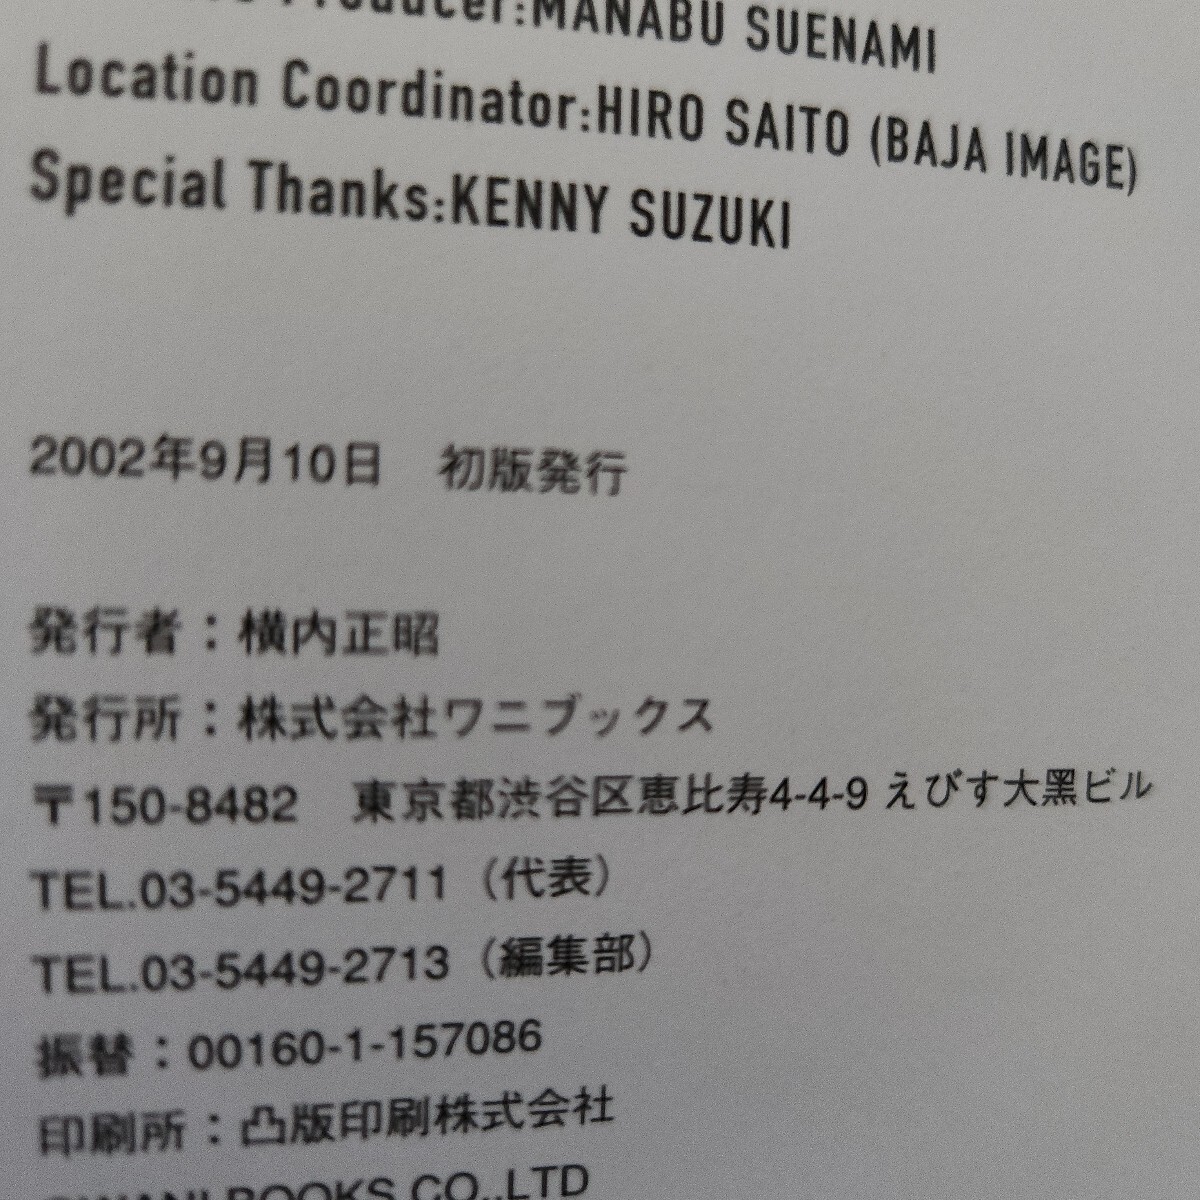 Producer:MANABU SUENAMI
Location Coordinator:HIRO SAITO (BAJA IMAGE)
Special Thanks:KENNY SUZUKI
2002年9月10日　初版発行
発行者：横内正昭
発行所：株式会社ワニブックス
〒150-8482　東京都渋谷区恵比寿4-4-9 えびす大黑ビル
TEL.03-5449-2711（代表）
TEL.03-5449-2713（編集部）
振替：00160-1-157086
印刷所：凸版印刷株式会社
©WANI BOOKS CO.,LTD